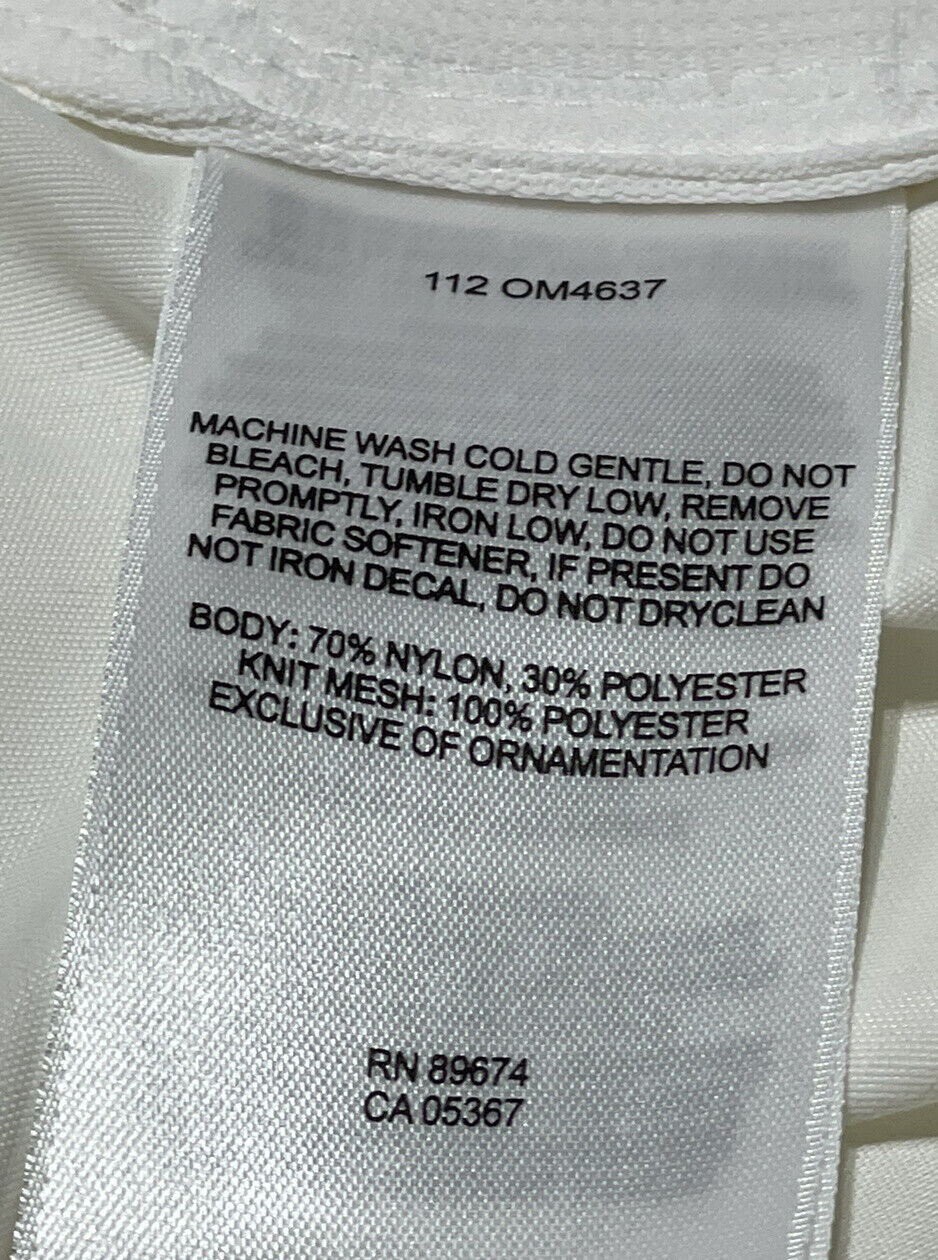 112 OM4637
MACHINE WASH COLD GENTLE, DO NOT
BLEACH, TUMBLE DRY LOW, REMOVE
PROMPTLY, IRON LOW, DO NOT USE
FABRIC SOFTENER, IF PRESENT DO
NOT IRON DECAL, DO NOT DRYCLEAN
BODY: 70% NYLON, 30% POLYESTER
KNIT MESH: 100% POLYESTER
EXCLUSIVE OF ORNAMENTATION
RN 89674
CA 05367